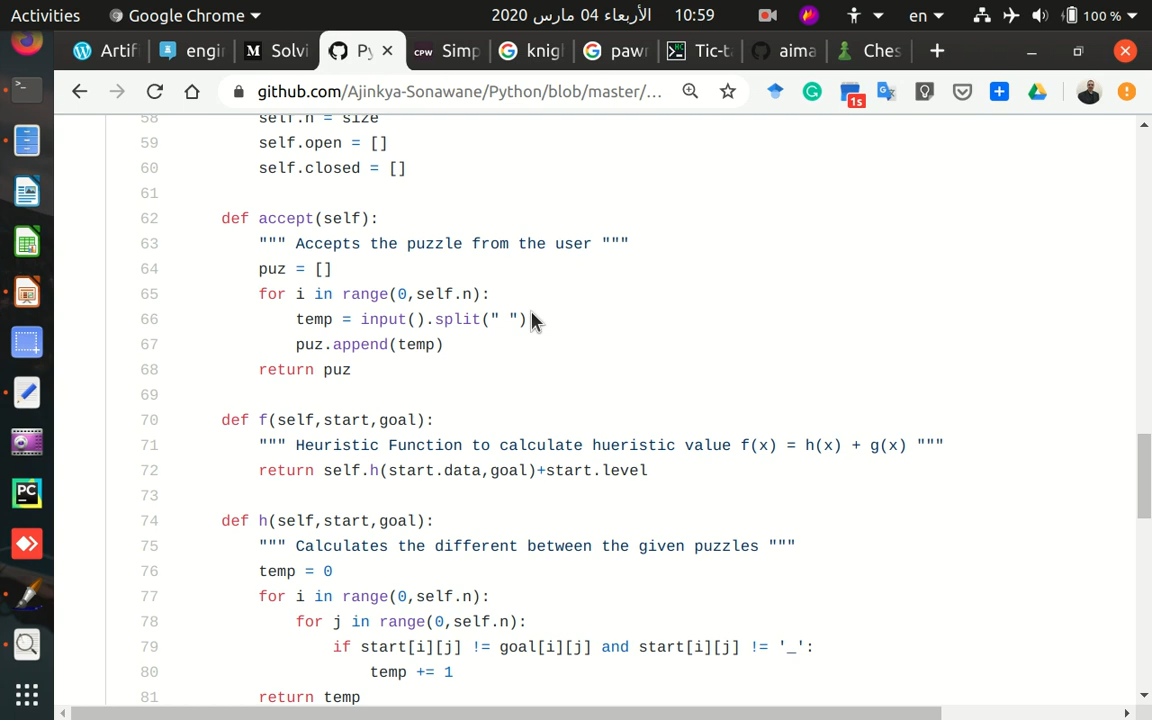 Activities Google Chrome الأربعاء 04 مارس 2020 10:59 en 100 %
Artif engi Solvi Py CPW Simp knig pawn Tic-t aima Ches
github.com/Ajinkya-Sonawane/Python/blob/master/... 1s
58 self.n = size
59 self.open = []
60 self.closed = []
61
62 def accept(self):
63 """ Accepts the puzzle from the user """
64 puz = []
65 for i in range(0,self.n):
66 temp = input().split(" ")
67 puz.append(temp)
68 return puz
69
70 def f(self,start,goal):
71 """ Heuristic Function to calculate hueristic value f(x) = h(x) + g(x) """
72 return self.h(start.data,goal)+start.level
73
74 def h(self,start,goal):
75 """ Calculates the different between the given puzzles """
76 temp = 0
77 for i in range(0,self.n):
78 for j in range(0,self.n):
79 if start[i][j] != goal[i][j] and start[i][j] != '_':
80 temp += 1
81 return temp
PC